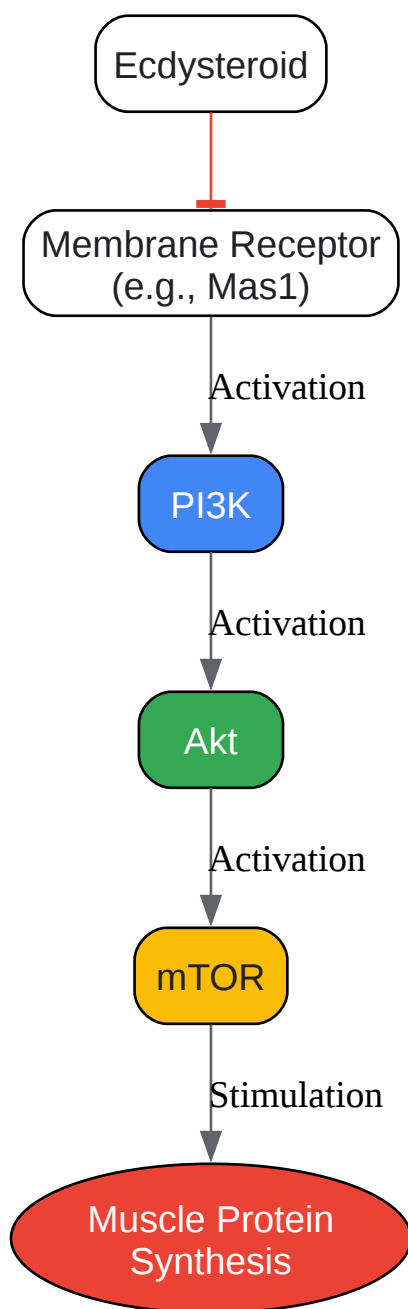 Ecdysteroid
Membrane Receptor
(e.g., Mas1)
Activation
PI3K
Activation
Akt
Activation
mTOR
Stimulation
Muscle Protein
Synthesis